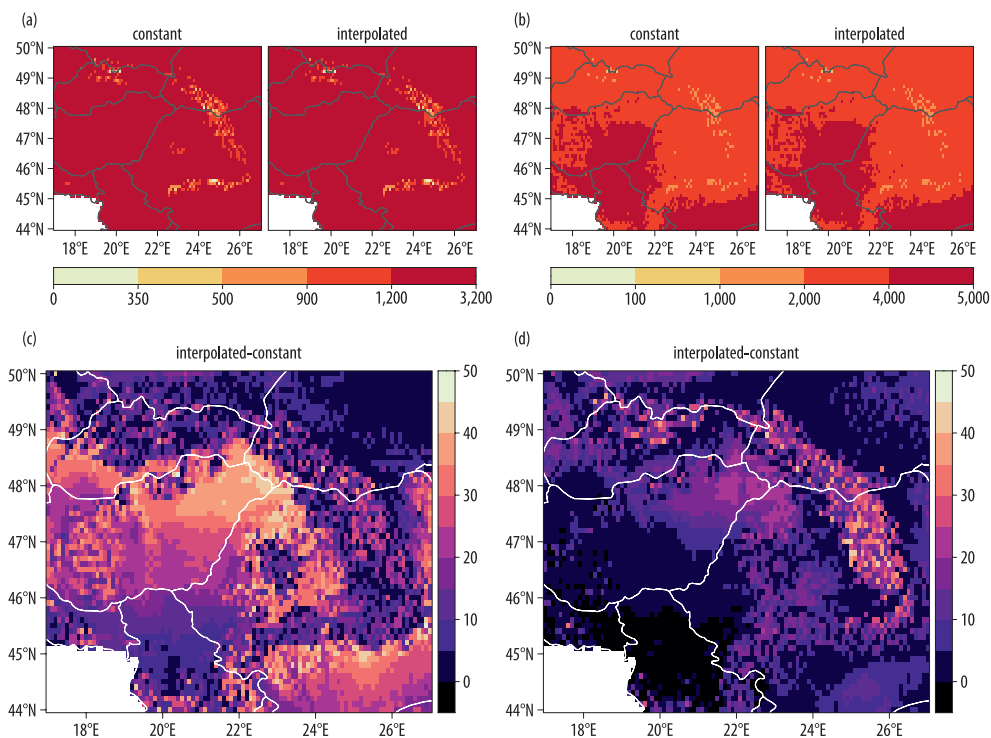 (a)
constant
interpolated
50°N
49°N
48°N
47°N
46°N
45°N
44°N
18°E 20°E 22°E 24°E 26°E
18°E 20°E 22°E 24°E 26°E
0 350 500 900 1,200 3,200
(b)
constant
interpolated
50°N
49°N
48°N
47°N
46°N
45°N
44°N
18°E 20°E 22°E 24°E 26°E
18°E 20°E 22°E 24°E 26°E
0 100 1,000 2,000 4,000 5,000
(c)
interpolated–constant
50°N
49°N
48°N
47°N
46°N
45°N
44°N
18°E 20°E 22°E 24°E 26°E
50
40
30
20
10
0
(d)
interpolated–constant
50°N
49°N
48°N
47°N
46°N
45°N
44°N
18°E 20°E 22°E 24°E 26°E
50
40
30
20
10
0